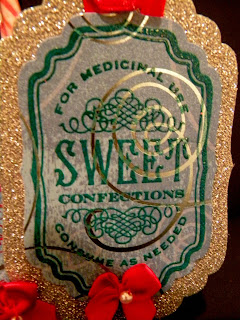 FOR MEDICINAL USE
SWEET
CONFECTIONS
CONSUME AS NEEDED